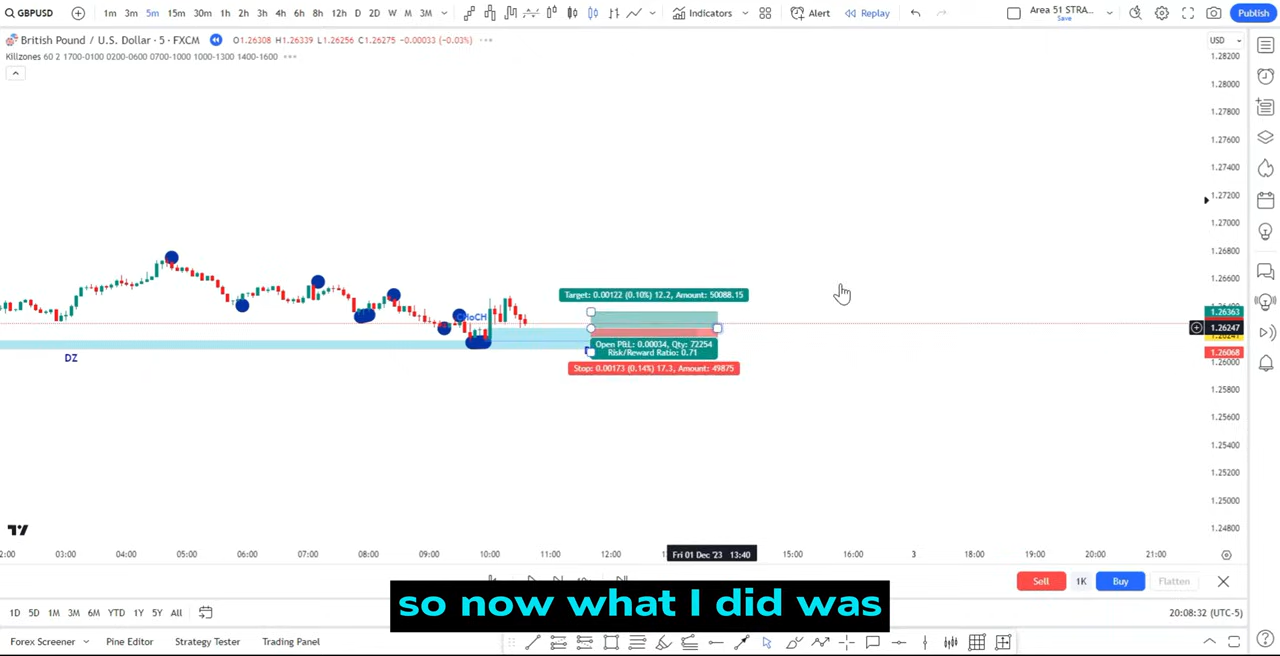 GBPUSD 1m 3m 5m 15m 30m 1h 2h 3h 4h 6h 8h 12h D 2D W M 3M Indicators Alert Replay Area 51 STRA... Save Publish
British Pound / U.S. Dollar · 5 · FXCM O1.26308 H1.26339 L1.26256 C1.26275 −0.00033 (−0.03%) USD
Killzones 60 2 1700-0100 0200-0600 0700-1000 1000-1300 1400-1600
1.28200
1.28000
1.27800
1.27600
1.27400
1.27200
1.27000
1.26800
1.26600
Target: 0.00122 (0.10%) 12.2, Amount: 50088.15
1.26363
CHoCH
1.26247
Open P&L: 0.00034, Qty: 72254
Risk/Reward Ratio: 0.71
1.26068
DZ
1.26000
Stop: 0.00173 (0.14%) 17.3, Amount: 49875
1.25800
1.25600
1.25400
1.25200
1.25000
1.24800
2:00 03:00 04:00 05:00 06:00 07:00 08:00 09:00 10:00 11:00 12:00 Fri 01 Dec '23 13:40 15:00 16:00 3 18:00 19:00 20:00 21:00
Sell 1K Buy Flatten
so now what I did was
1D 5D 1M 3M 6M YTD 1Y 5Y All 20:08:32 (UTC-5)
Forex Screener Pine Editor Strategy Tester Trading Panel